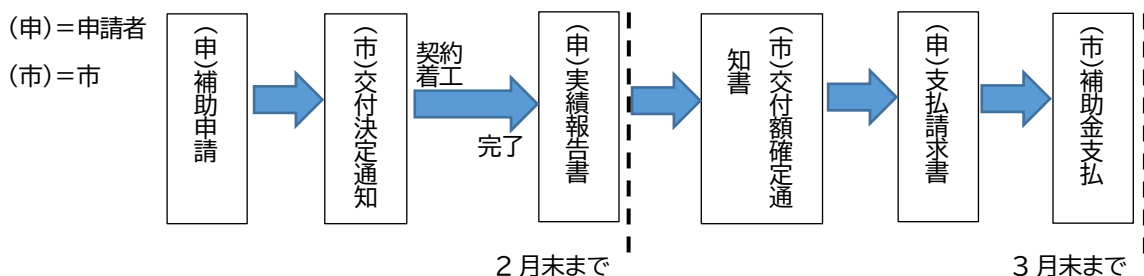 (申)=申請者
(市)=市
(申)補助申請
(市)交付決定通知
契約
着工
完了
(申)実績報告書
(市)交付額確定通
知書
(申)支払請求書
(市)補助金支払
2月末まで
3月末まで